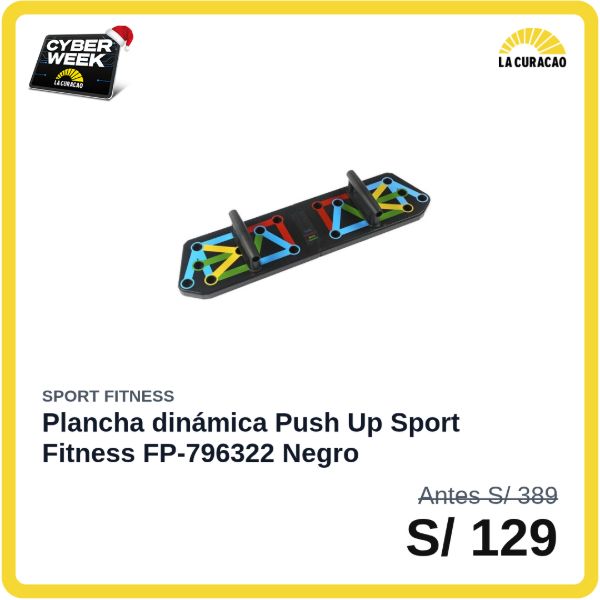 CYBER
WEEK
LA CURACAO
LA CURACAO
SPORT FITNESS
Plancha dinámica Push Up Sport
Fitness FP-796322 Negro
Antes S/ 389
S/ 129